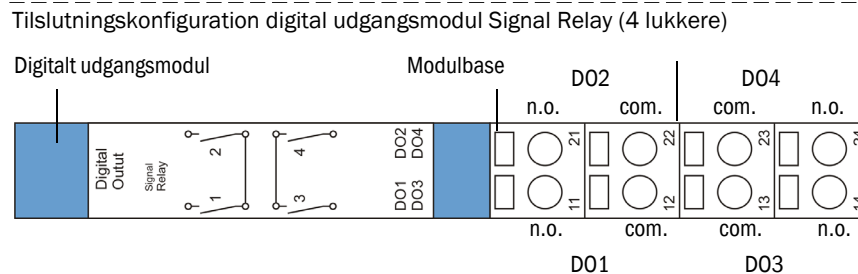 Tilslutningskonfiguration digital udgangsmodul Signal Relay (4 lukkere)
Digitalt udgangsmodul
Modulbase
DO2
DO4
n.o.
com.
com.
n.o.
Digital
Outut
Signal
Relay
2
4
1
3
DO2
DO4
DO1
DO3
21
22
23
11
12
13
n.o.
com.
com.
n.o.
DO1
DO3